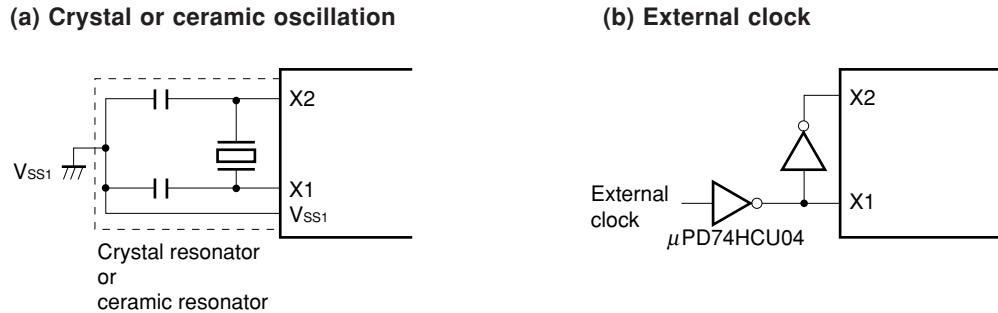 (a) Crystal or ceramic oscillation
X2
VSS1
X1
VSS1
Crystal resonator
or
ceramic resonator
(b) External clock
X2
External
clock
X1
μPD74HCU04